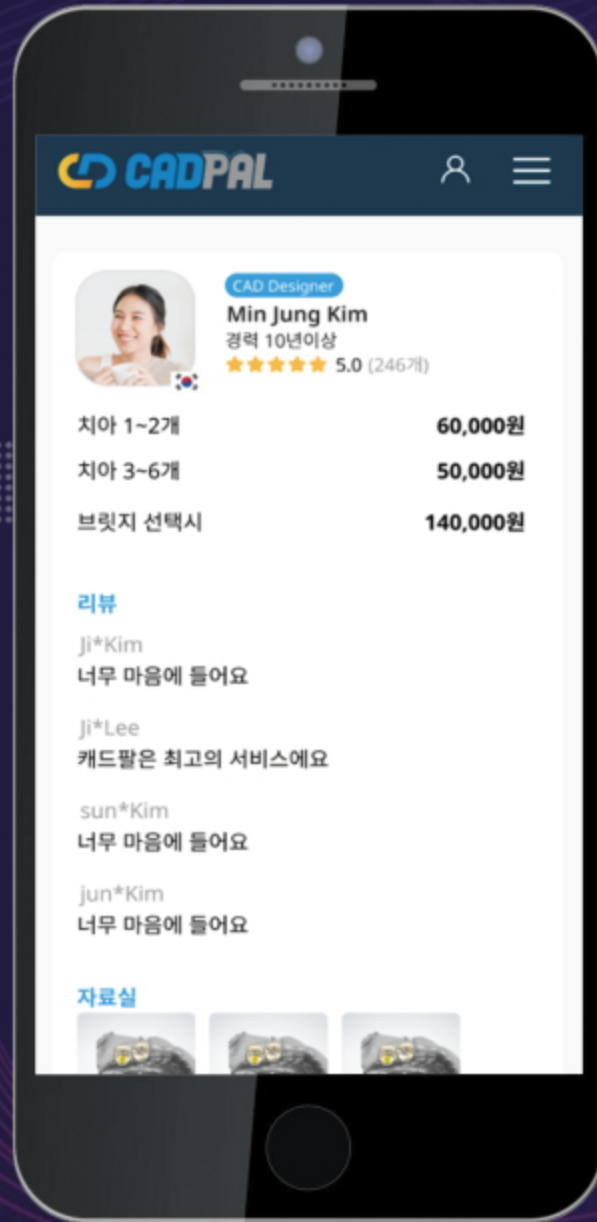 CADPAL
CAD Designer
Min Jung Kim
경력 10년이상
5.0 (246개)
치아 1~2개 60,000원
치아 3~6개 50,000원
브릿지 선택시 140,000원
리뷰
Ji*Kim
너무 마음에 들어요
Ji*Lee
캐드팔은 최고의 서비스에요
sun*Kim
너무 마음에 들어요
jun*Kim
너무 마음에 들어요
자료실